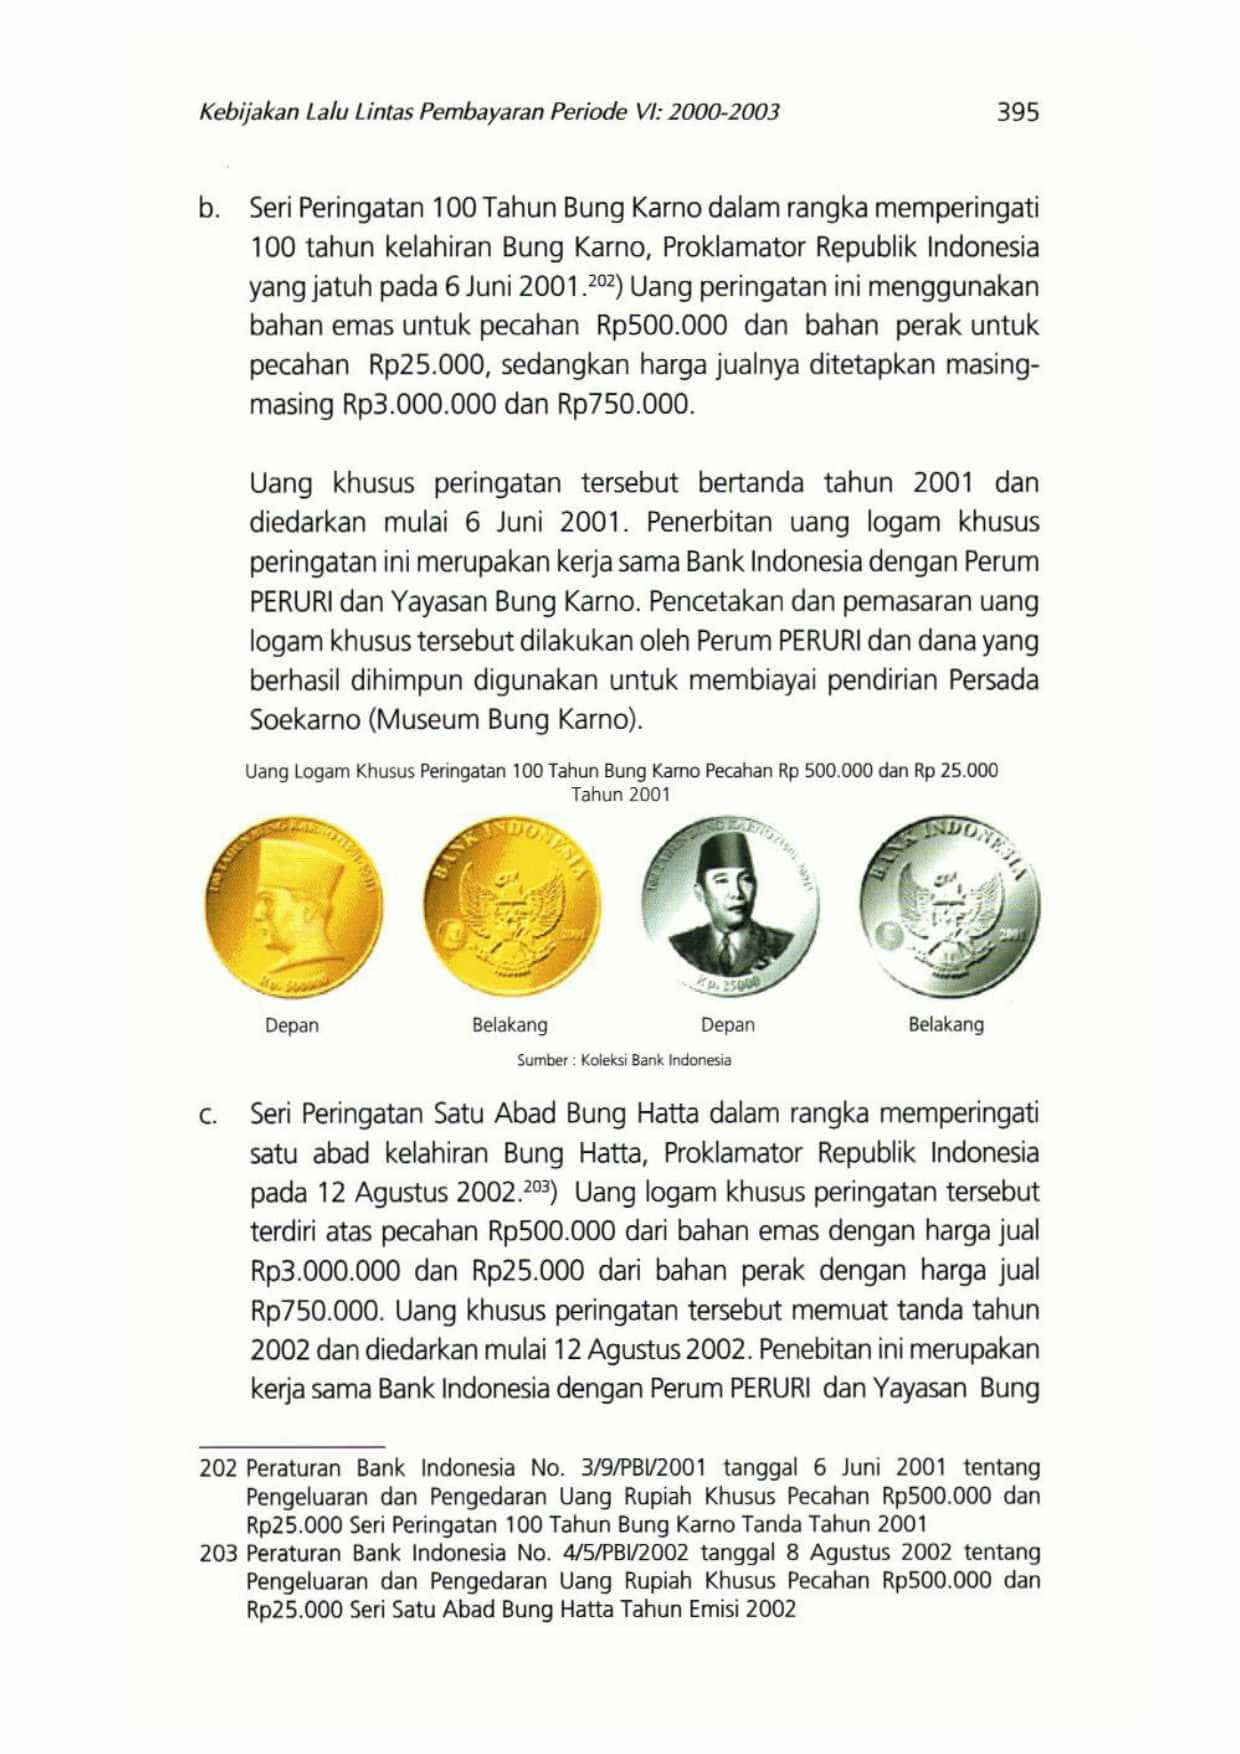 Kebijakan Lalu Lintas Pembayaran Periode VI: 2000-2003 395
b. Seri Peringatan 100 Tahun Bung Karno dalam rangka memperingati
100 tahun kelahiran Bung Karno, Proklamator Republik Indonesia
yang jatuh pada 6 Juni 2001.²⁰²) Uang peringatan ini menggunakan
bahan emas untuk pecahan Rp500.000 dan bahan perak untuk
pecahan Rp25.000, sedangkan harga jualnya ditetapkan masing-
masing Rp3.000.000 dan Rp750.000.
Uang khusus peringatan tersebut bertanda tahun 2001 dan
diedarkan mulai 6 Juni 2001. Penerbitan uang logam khusus
peringatan ini merupakan kerja sama Bank Indonesia dengan Perum
PERURI dan Yayasan Bung Karno. Pencetakan dan pemasaran uang
logam khusus tersebut dilakukan oleh Perum PERURI dan dana yang
berhasil dihimpun digunakan untuk membiayai pendirian Persada
Soekarno (Museum Bung Karno).
Uang Logam Khusus Peringatan 100 Tahun Bung Karno Pecahan Rp 500.000 dan Rp 25.000
Tahun 2001
BANK INDONESIA
2001
Rp. 25000
BANK INDONESIA
2001
Depan Belakang Depan Belakang
Sumber : Koleksi Bank Indonesia
c. Seri Peringatan Satu Abad Bung Hatta dalam rangka memperingati
satu abad kelahiran Bung Hatta, Proklamator Republik Indonesia
pada 12 Agustus 2002.²⁰³) Uang logam khusus peringatan tersebut
terdiri atas pecahan Rp500.000 dari bahan emas dengan harga jual
Rp3.000.000 dan Rp25.000 dari bahan perak dengan harga jual
Rp750.000. Uang khusus peringatan tersebut memuat tanda tahun
2002 dan diedarkan mulai 12 Agustus 2002. Penebitan ini merupakan
kerja sama Bank Indonesia dengan Perum PERURI dan Yayasan Bung
202 Peraturan Bank Indonesia No. 3/9/PBI/2001 tanggal 6 Juni 2001 tentang
Pengeluaran dan Pengedaran Uang Rupiah Khusus Pecahan Rp500.000 dan
Rp25.000 Seri Peringatan 100 Tahun Bung Karno Tanda Tahun 2001
203 Peraturan Bank Indonesia No. 4/5/PBI/2002 tanggal 8 Agustus 2002 tentang
Pengeluaran dan Pengedaran Uang Rupiah Khusus Pecahan Rp500.000 dan
Rp25.000 Seri Satu Abad Bung Hatta Tahun Emisi 2002